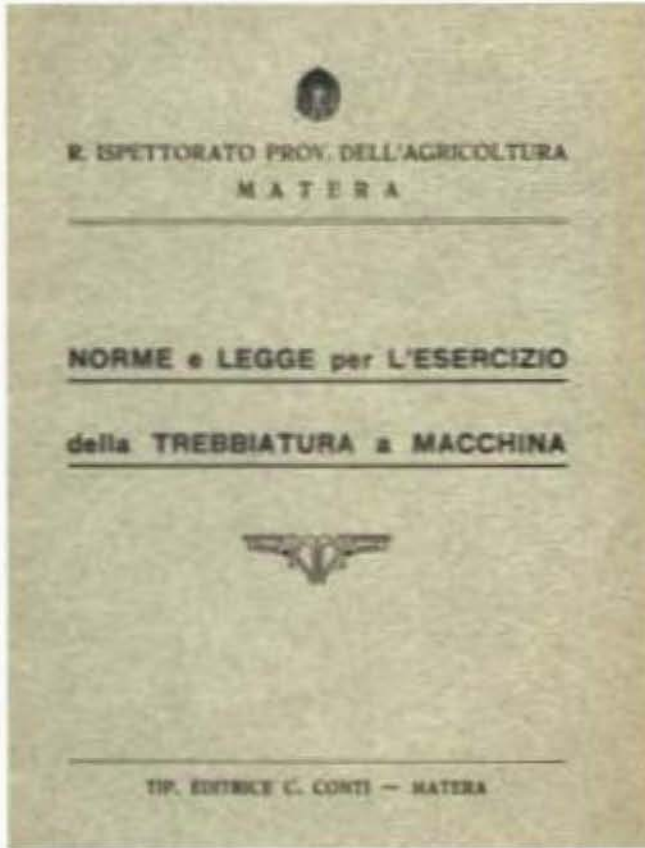 R. ISPETTORATO PROV. DELL'AGRICOLTURA
MATERA
NORME e LEGGE per L'ESERCIZIO
della TREBBIATURA a MACCHINA
TIP. EDITRICE C. CONTI — MATERA